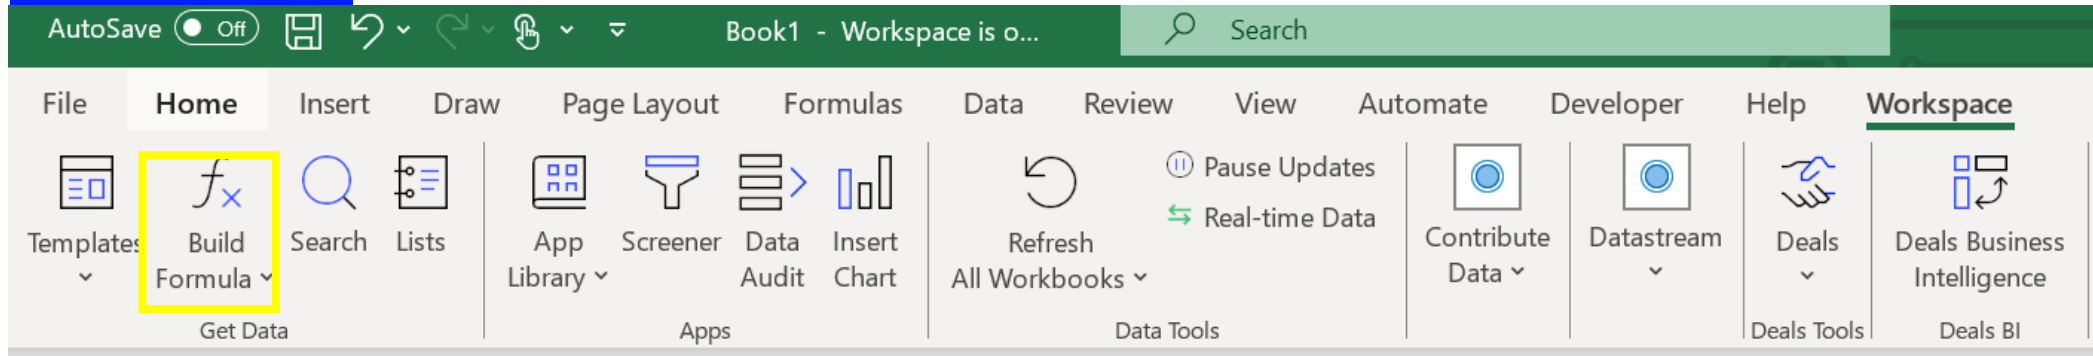 AutoSave Off Book1 - Workspace is o... Search
File Home Insert Draw Page Layout Formulas Data Review View Automate Developer Help Workspace
Templates
Build
Formula
Search
Lists
Get Data
App
Library
Screener
Data
Audit
Insert
Chart
Apps
Refresh
All Workbooks
Pause Updates
Real-time Data
Data Tools
Contribute
Data
Datastream
Deals
Deals Tools
Deals Business
Intelligence
Deals BI